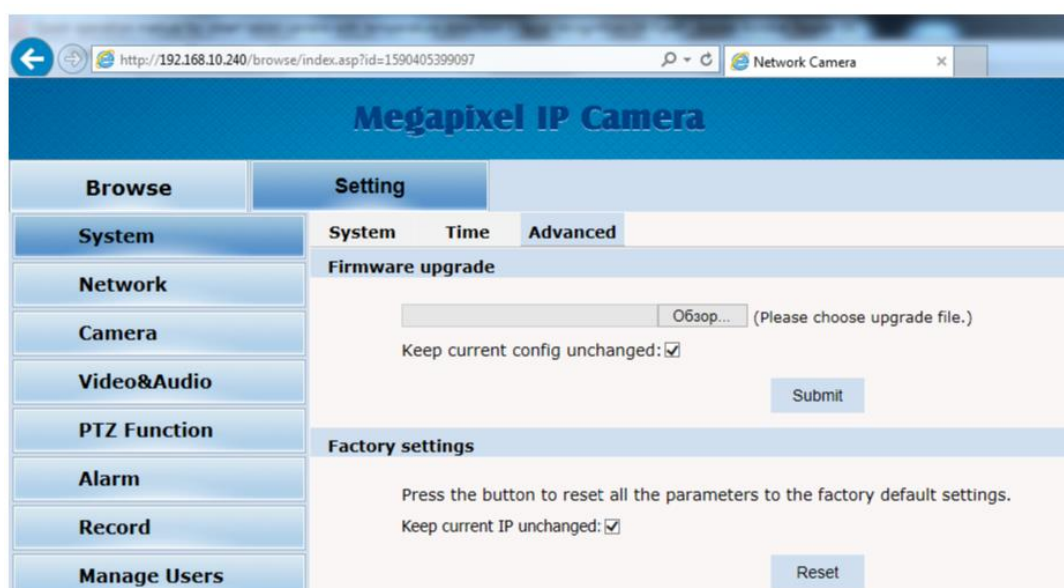 http://192.168.10.240/browse/index.asp?id=1590405399097
Network Camera
Megapixel IP Camera
Browse
Setting
System
Network
Camera
Video&Audio
PTZ Function
Alarm
Record
Manage Users
System Time Advanced
Firmware upgrade
Обзор... (Please choose upgrade file.)
Keep current config unchanged:
Submit
Factory settings
Press the button to reset all the parameters to the factory default settings.
Keep current IP unchanged:
Reset